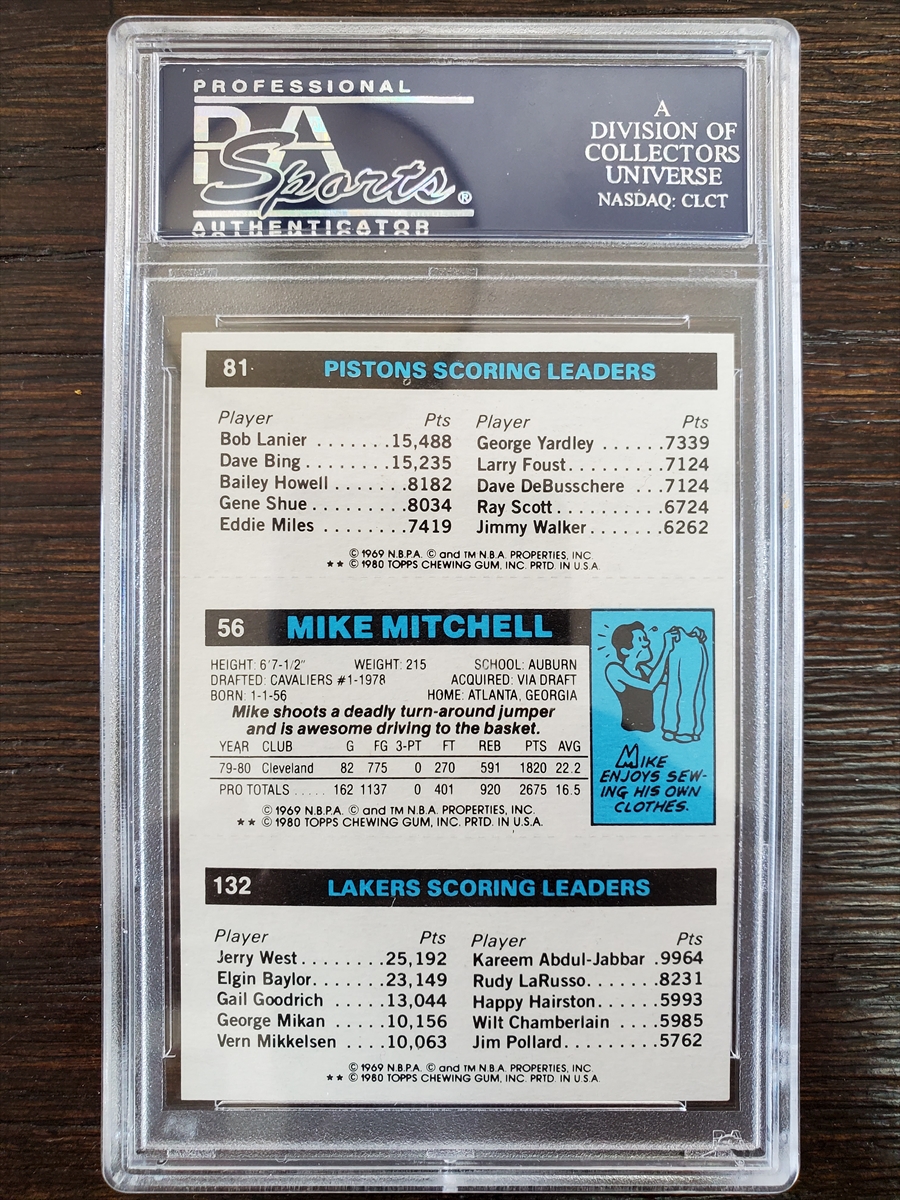 PROFESSIONAL
PSA
Sports®
AUTHENTICATOR
A
DIVISION OF
COLLECTORS
UNIVERSE
NASDAQ: CLCT
81 PISTONS SCORING LEADERS
Player Pts Player Pts
Bob Lanier . . . . . . .15,488 George Yardley . . . . . .7339
Dave Bing . . . . . . . .15,235 Larry Foust. . . . . . . . .7124
Bailey Howell . . . . . . .8182 Dave DeBusschere . . .7124
Gene Shue . . . . . . . . .8034 Ray Scott . . . . . . . . . .6724
Eddie Miles . . . . . . . .7419 Jimmy Walker. . . . . . .6262
© 1969 N.B.P.A. © and TM N.B.A. PROPERTIES, INC.
★★ © 1980 TOPPS CHEWING GUM, INC. PRTD. IN U.S.A.
56 MIKE MITCHELL
HEIGHT: 6'7-1/2" WEIGHT: 215 SCHOOL: AUBURN
DRAFTED: CAVALIERS #1-1978 ACQUIRED: VIA DRAFT
BORN: 1-1-56 HOME: ATLANTA, GEORGIA
Mike shoots a deadly turn-around jumper
and is awesome driving to the basket.
YEAR CLUB G FG 3-PT FT REB PTS AVG
79-80 Cleveland 82 775 0 270 591 1820 22.2
PRO TOTALS . . . . . 162 1137 0 401 920 2675 16.5
© 1969 N.B.P.A. © and TM N.B.A. PROPERTIES, INC.
★★ © 1980 TOPPS CHEWING GUM, INC. PRTD. IN U.S.A.
MIKE
ENJOYS SEW-
ING HIS OWN
CLOTHES.
132 LAKERS SCORING LEADERS
Player Pts Player Pts
Jerry West . . . . . . . .25,192 Kareem Abdul-Jabbar .9964
Elgin Baylor. . . . . . .23,149 Rudy LaRusso. . . . . . .8231
Gail Goodrich . . . .13,044 Happy Hairston. . . . . .5993
George Mikan . . . . .10,156 Wilt Chamberlain . . . .5985
Vern Mikkelsen . . . .10,063 Jim Pollard. . . . . . . . .5762
© 1969 N.B.P.A. © and TM N.B.A. PROPERTIES, INC.
★★ © 1980 TOPPS CHEWING GUM, INC. PRTD. IN U.S.A.
PSA